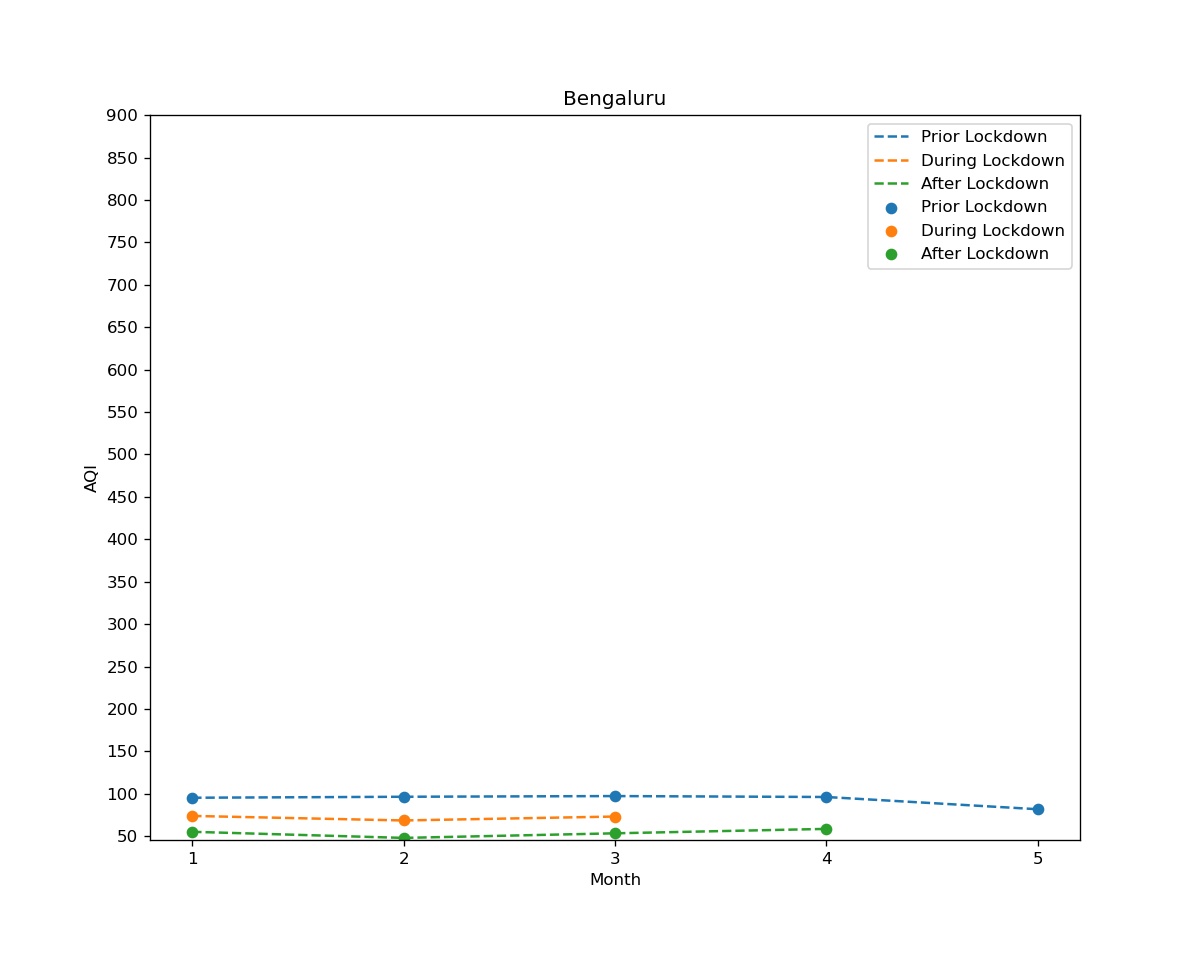 Bengaluru
900
850
800
750
700
650
600
550
500
450
400
350
300
250
200
150
100
50
AQI
Prior Lockdown
During Lockdown
After Lockdown
Prior Lockdown
During Lockdown
After Lockdown
1 2 3 4 5
Month